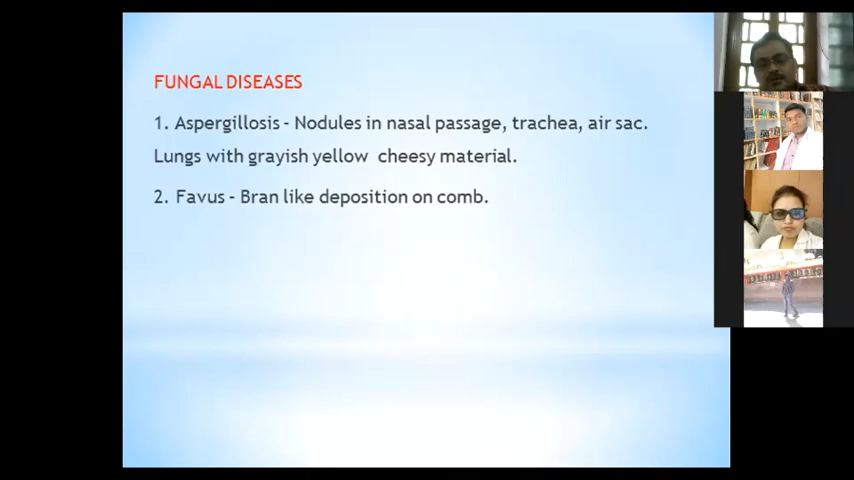 FUNGAL DISEASES
1. Aspergillosis - Nodules in nasal passage, trachea, air sac.
Lungs with grayish yellow cheesy material.
2. Favus - Bran like deposition on comb.